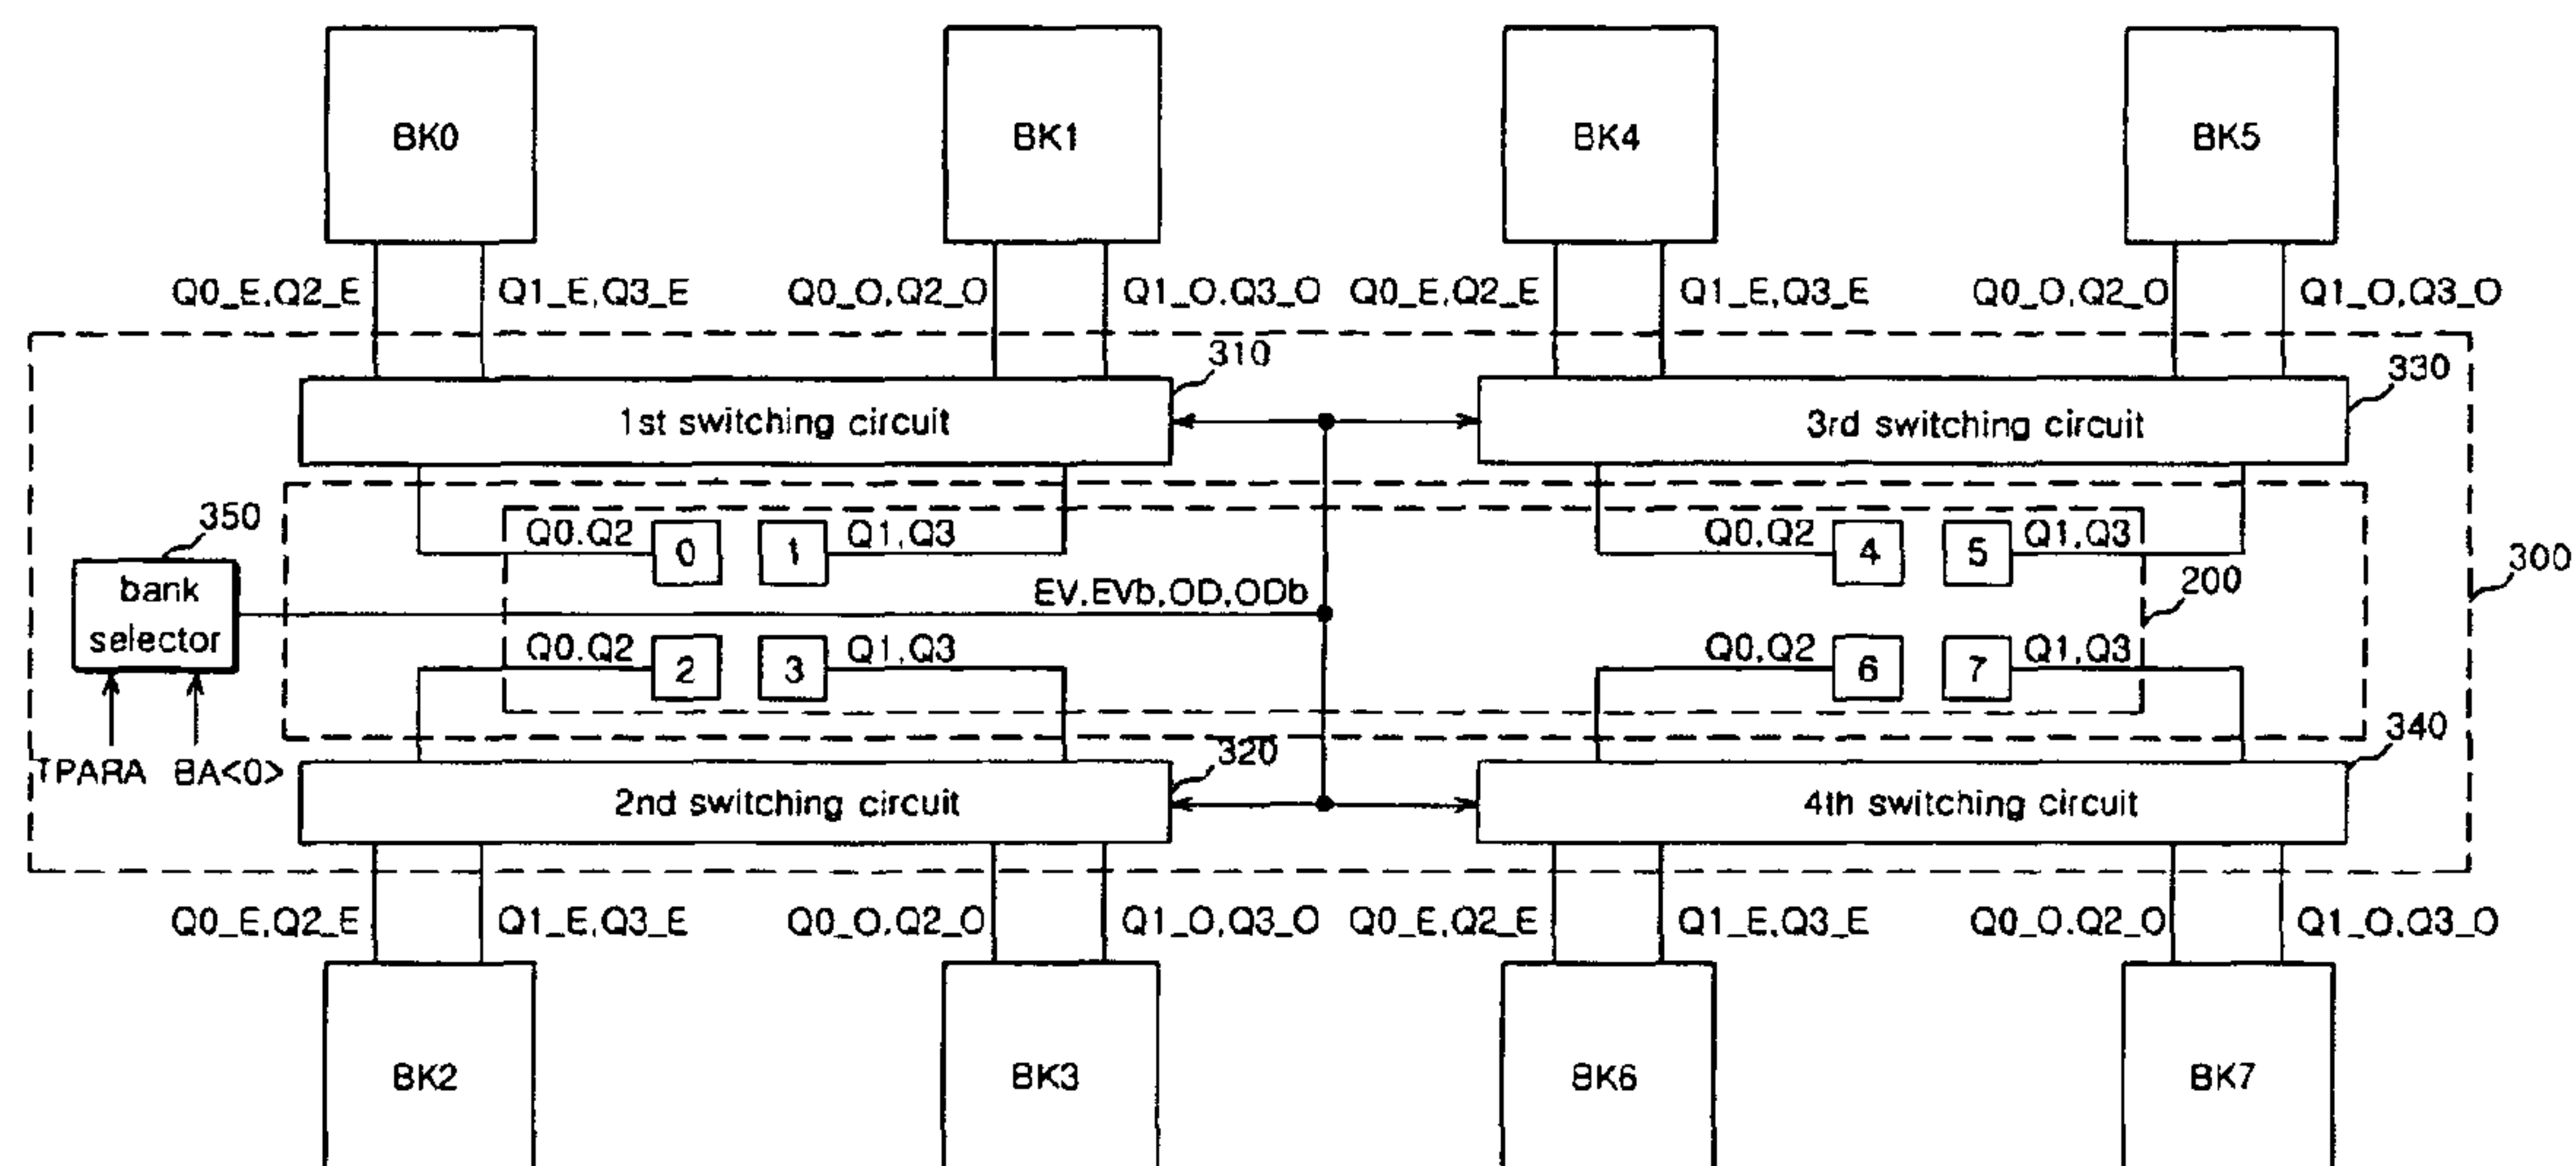 BK0 BK1 BK4 BK5
Q0_E,Q2_E Q1_E,Q3_E Q0_O,Q2_O Q1_O,Q3_O Q0_E,Q2_E Q1_E,Q3_E Q0_O,Q2_O Q1_O,Q3_O
310 330
1st switching circuit 3rd switching circuit
350 Q0,Q2 0 1 Q1,Q3 Q0,Q2 4 5 Q1,Q3 300
bank selector EV,EVb,OD,ODb 200
Q0,Q2 2 3 Q1,Q3 Q0,Q2 6 7 Q1,Q3
TPARA BA<0> 320 340
2nd switching circuit 4th switching circuit
Q0_E,Q2_E Q1_E,Q3_E Q0_O,Q2_O Q1_O,Q3_O Q0_E,Q2_E Q1_E,Q3_E Q0_O,Q2_O Q1_O,Q3_O
BK2 BK3 BK6 BK7